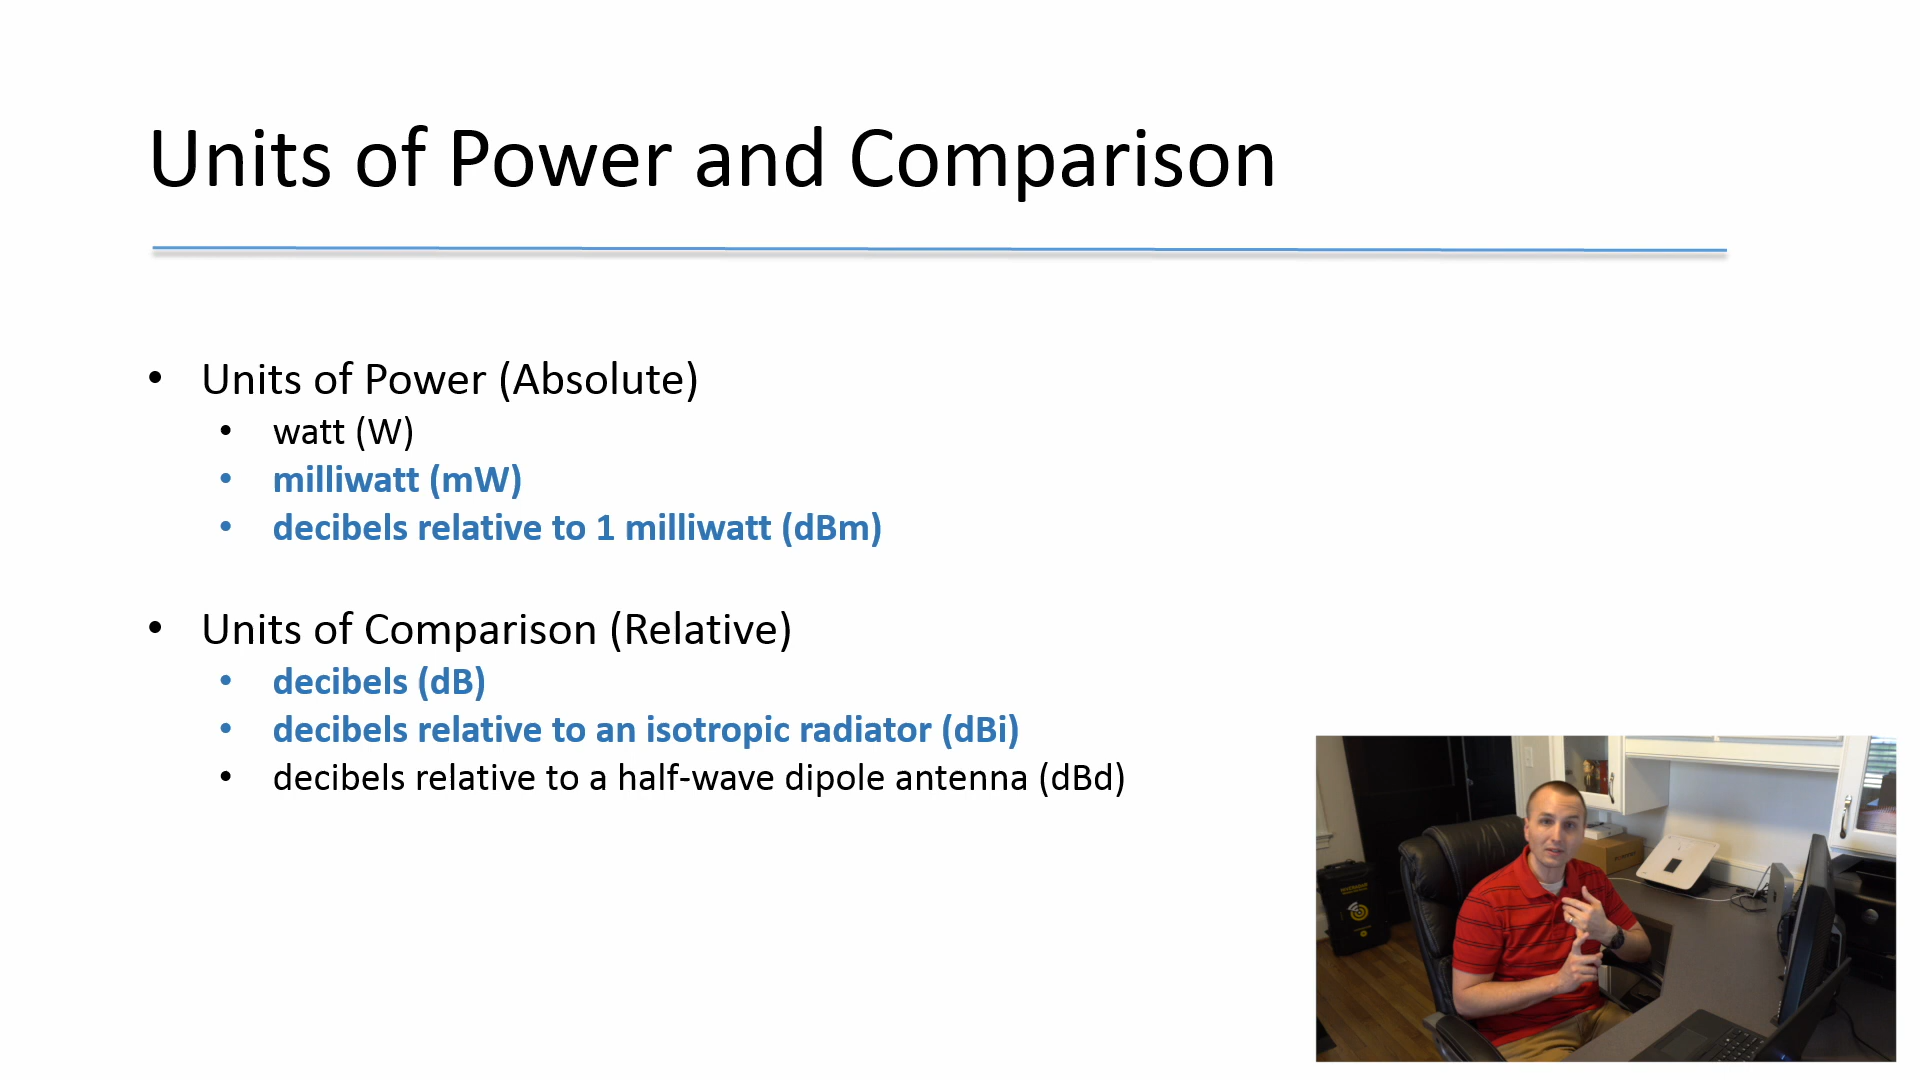 Units of Power and Comparison
• Units of Power (Absolute)
• watt (W)
• milliwatt (mW)
• decibels relative to 1 milliwatt (dBm)
• Units of Comparison (Relative)
• decibels (dB)
• decibels relative to an isotropic radiator (dBi)
• decibels relative to a half-wave dipole antenna (dBd)